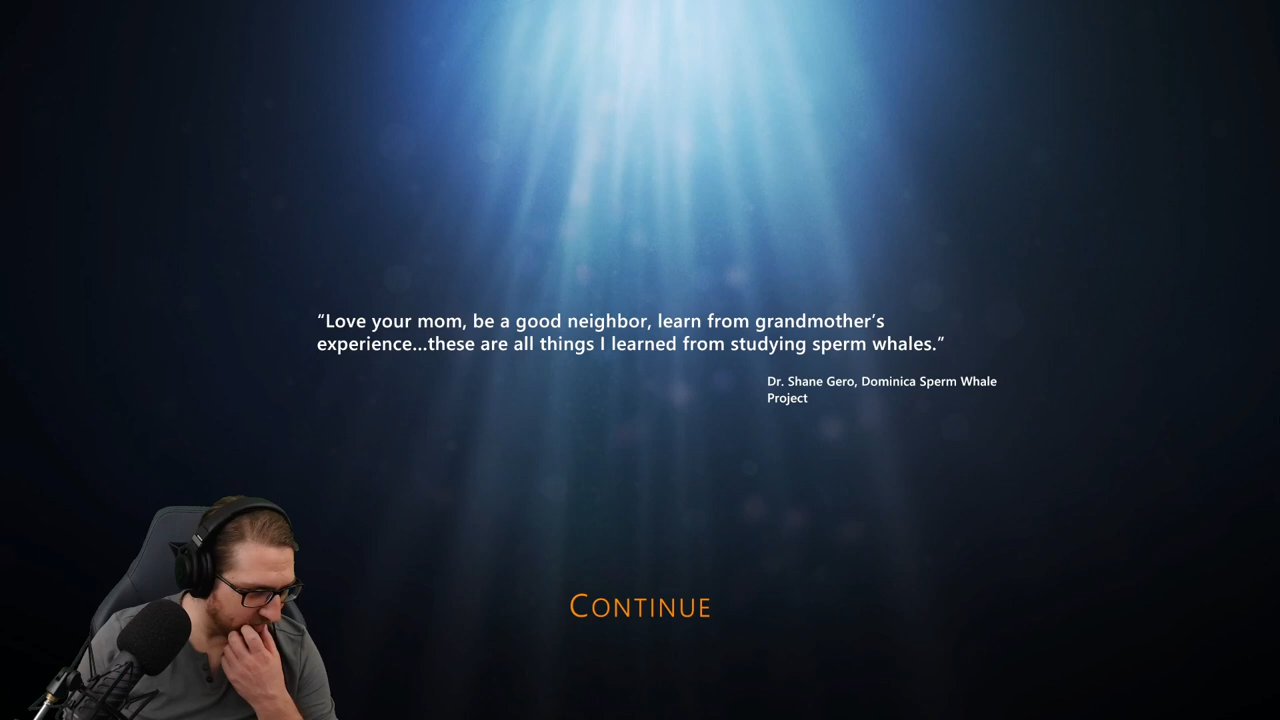 “Love your mom, be a good neighbor, learn from grandmother’s
experience...these are all things I learned from studying sperm whales.”
Dr. Shane Gero, Dominica Sperm Whale
Project
CONTINUE